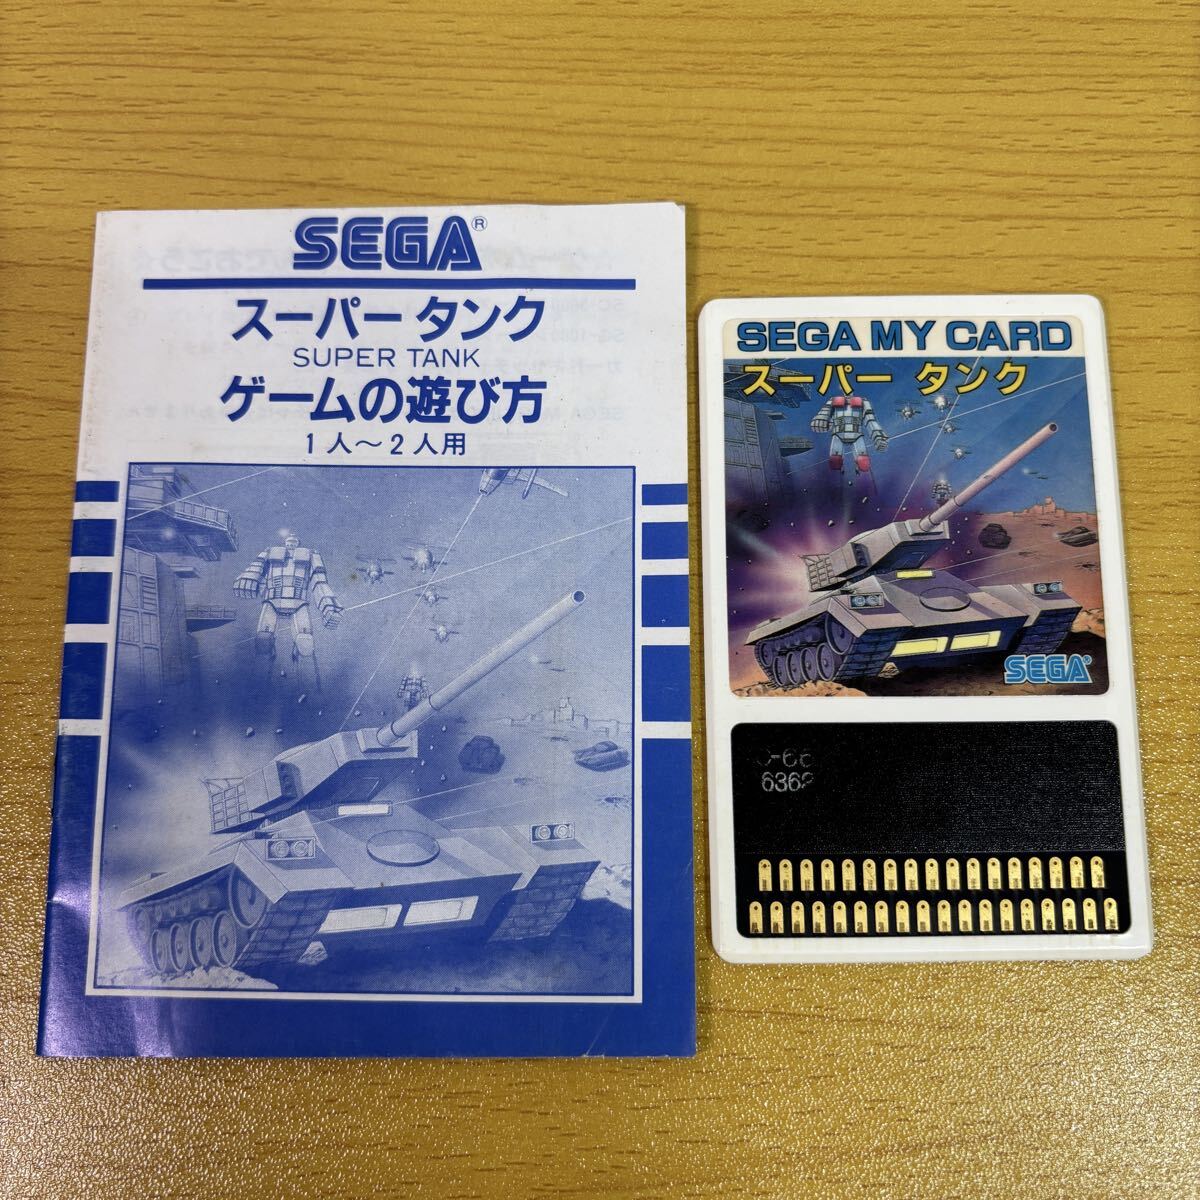 SEGA®
スーパー タンク
SUPER TANK
ゲームの遊び方
1人～2人用
SEGA MY CARD
スーパー タンク
SEGA®